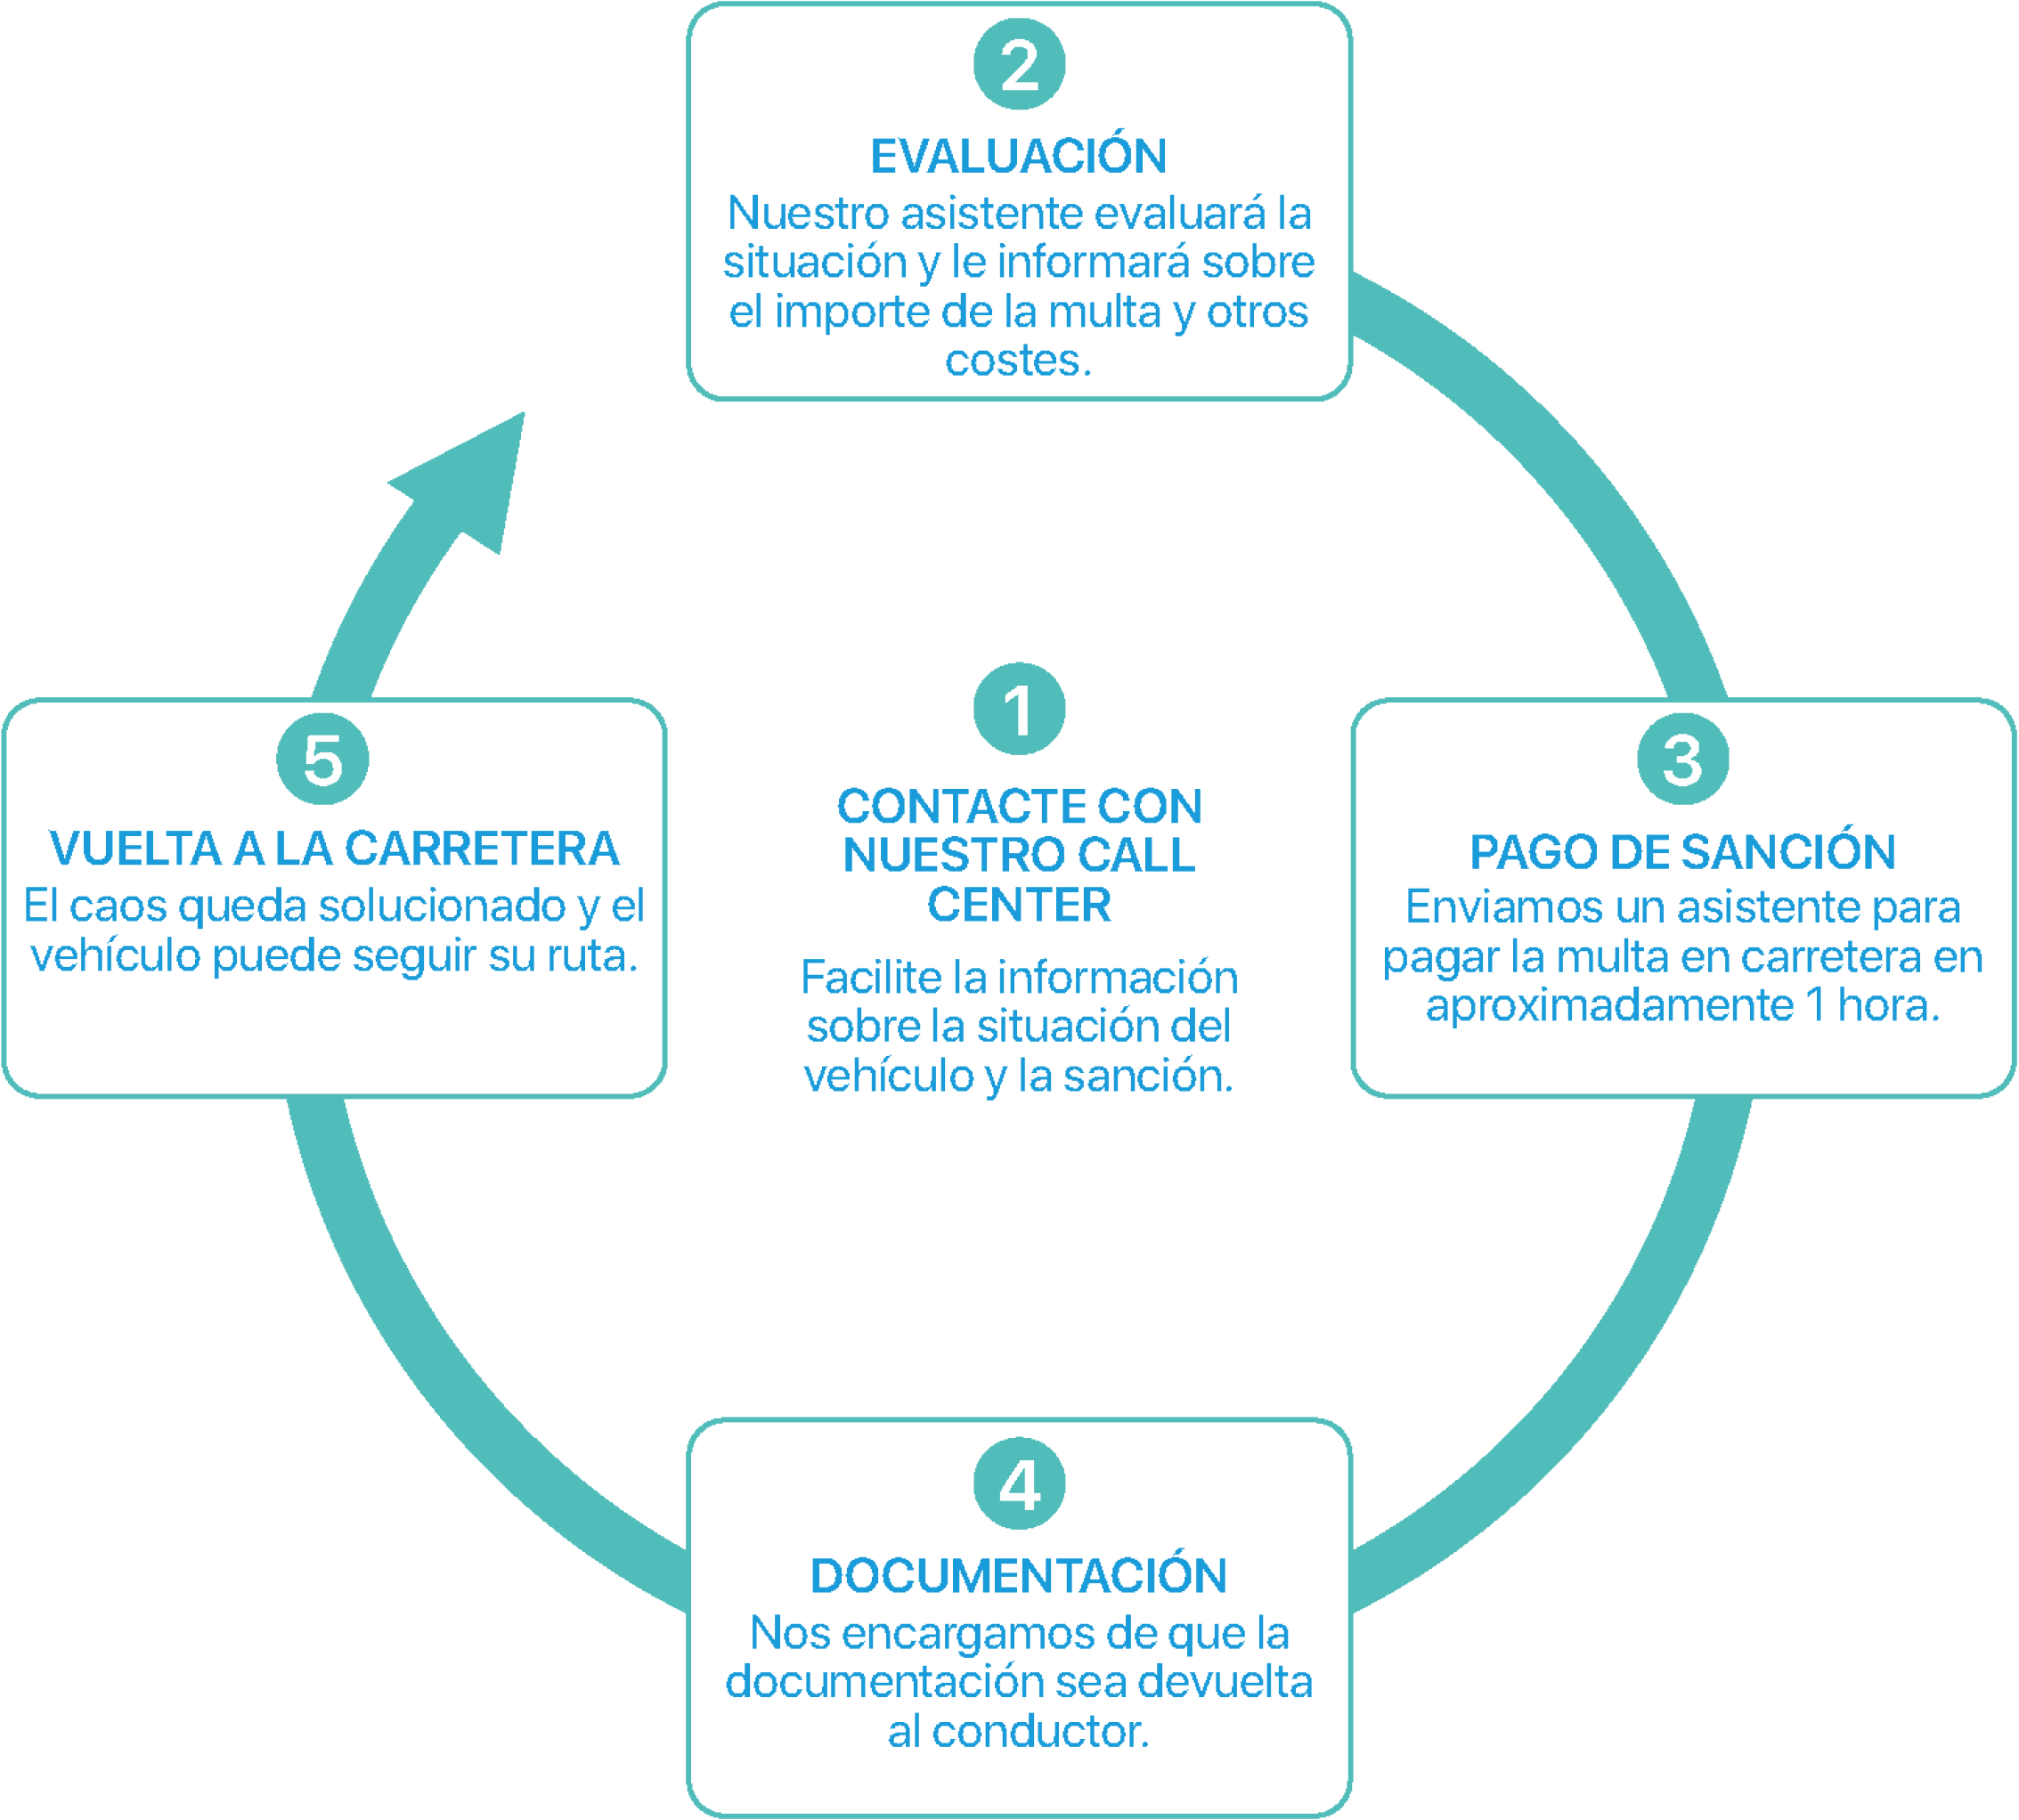 2
EVALUACIÓN
Nuestro asistente evaluará la
situación y le informará sobre
el importe de la multa y otros
costes.
1
CONTACTE CON
NUESTRO CALL
CENTER
Facilite la información
sobre la situación del
vehículo y la sanción.
3
PAGO DE SANCIÓN
Enviamos un asistente para
pagar la multa en carretera en
aproximadamente 1 hora.
4
DOCUMENTACIÓN
Nos encargamos de que la
documentación sea devuelta
al conductor.
5
VUELTA A LA CARRETERA
El caos queda solucionado y el
vehículo puede seguir su ruta.